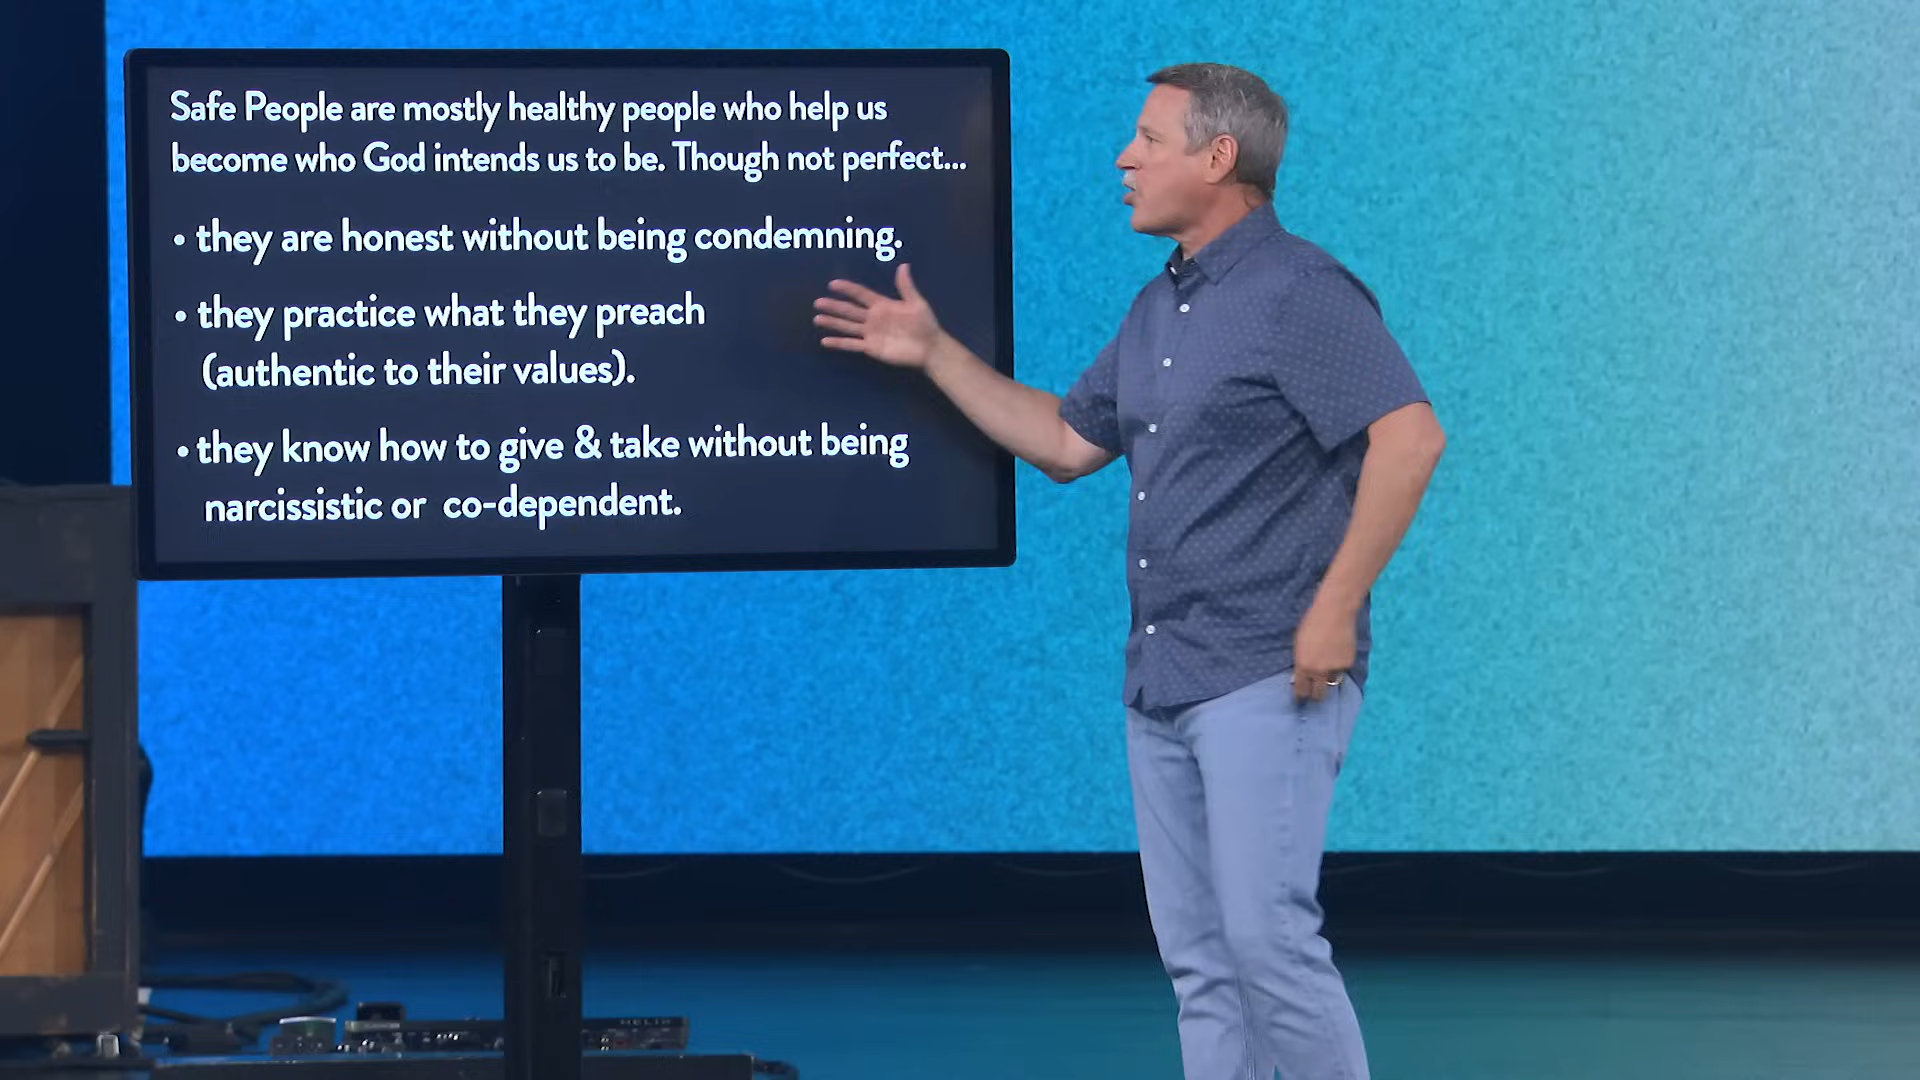 Safe People are mostly healthy people who help us
become who God intends us to be. Though not perfect...
• they are honest without being condemning.
• they practice what they preach
(authentic to their values).
• they know how to give & take without being
narcissistic or co-dependent.
HELIX